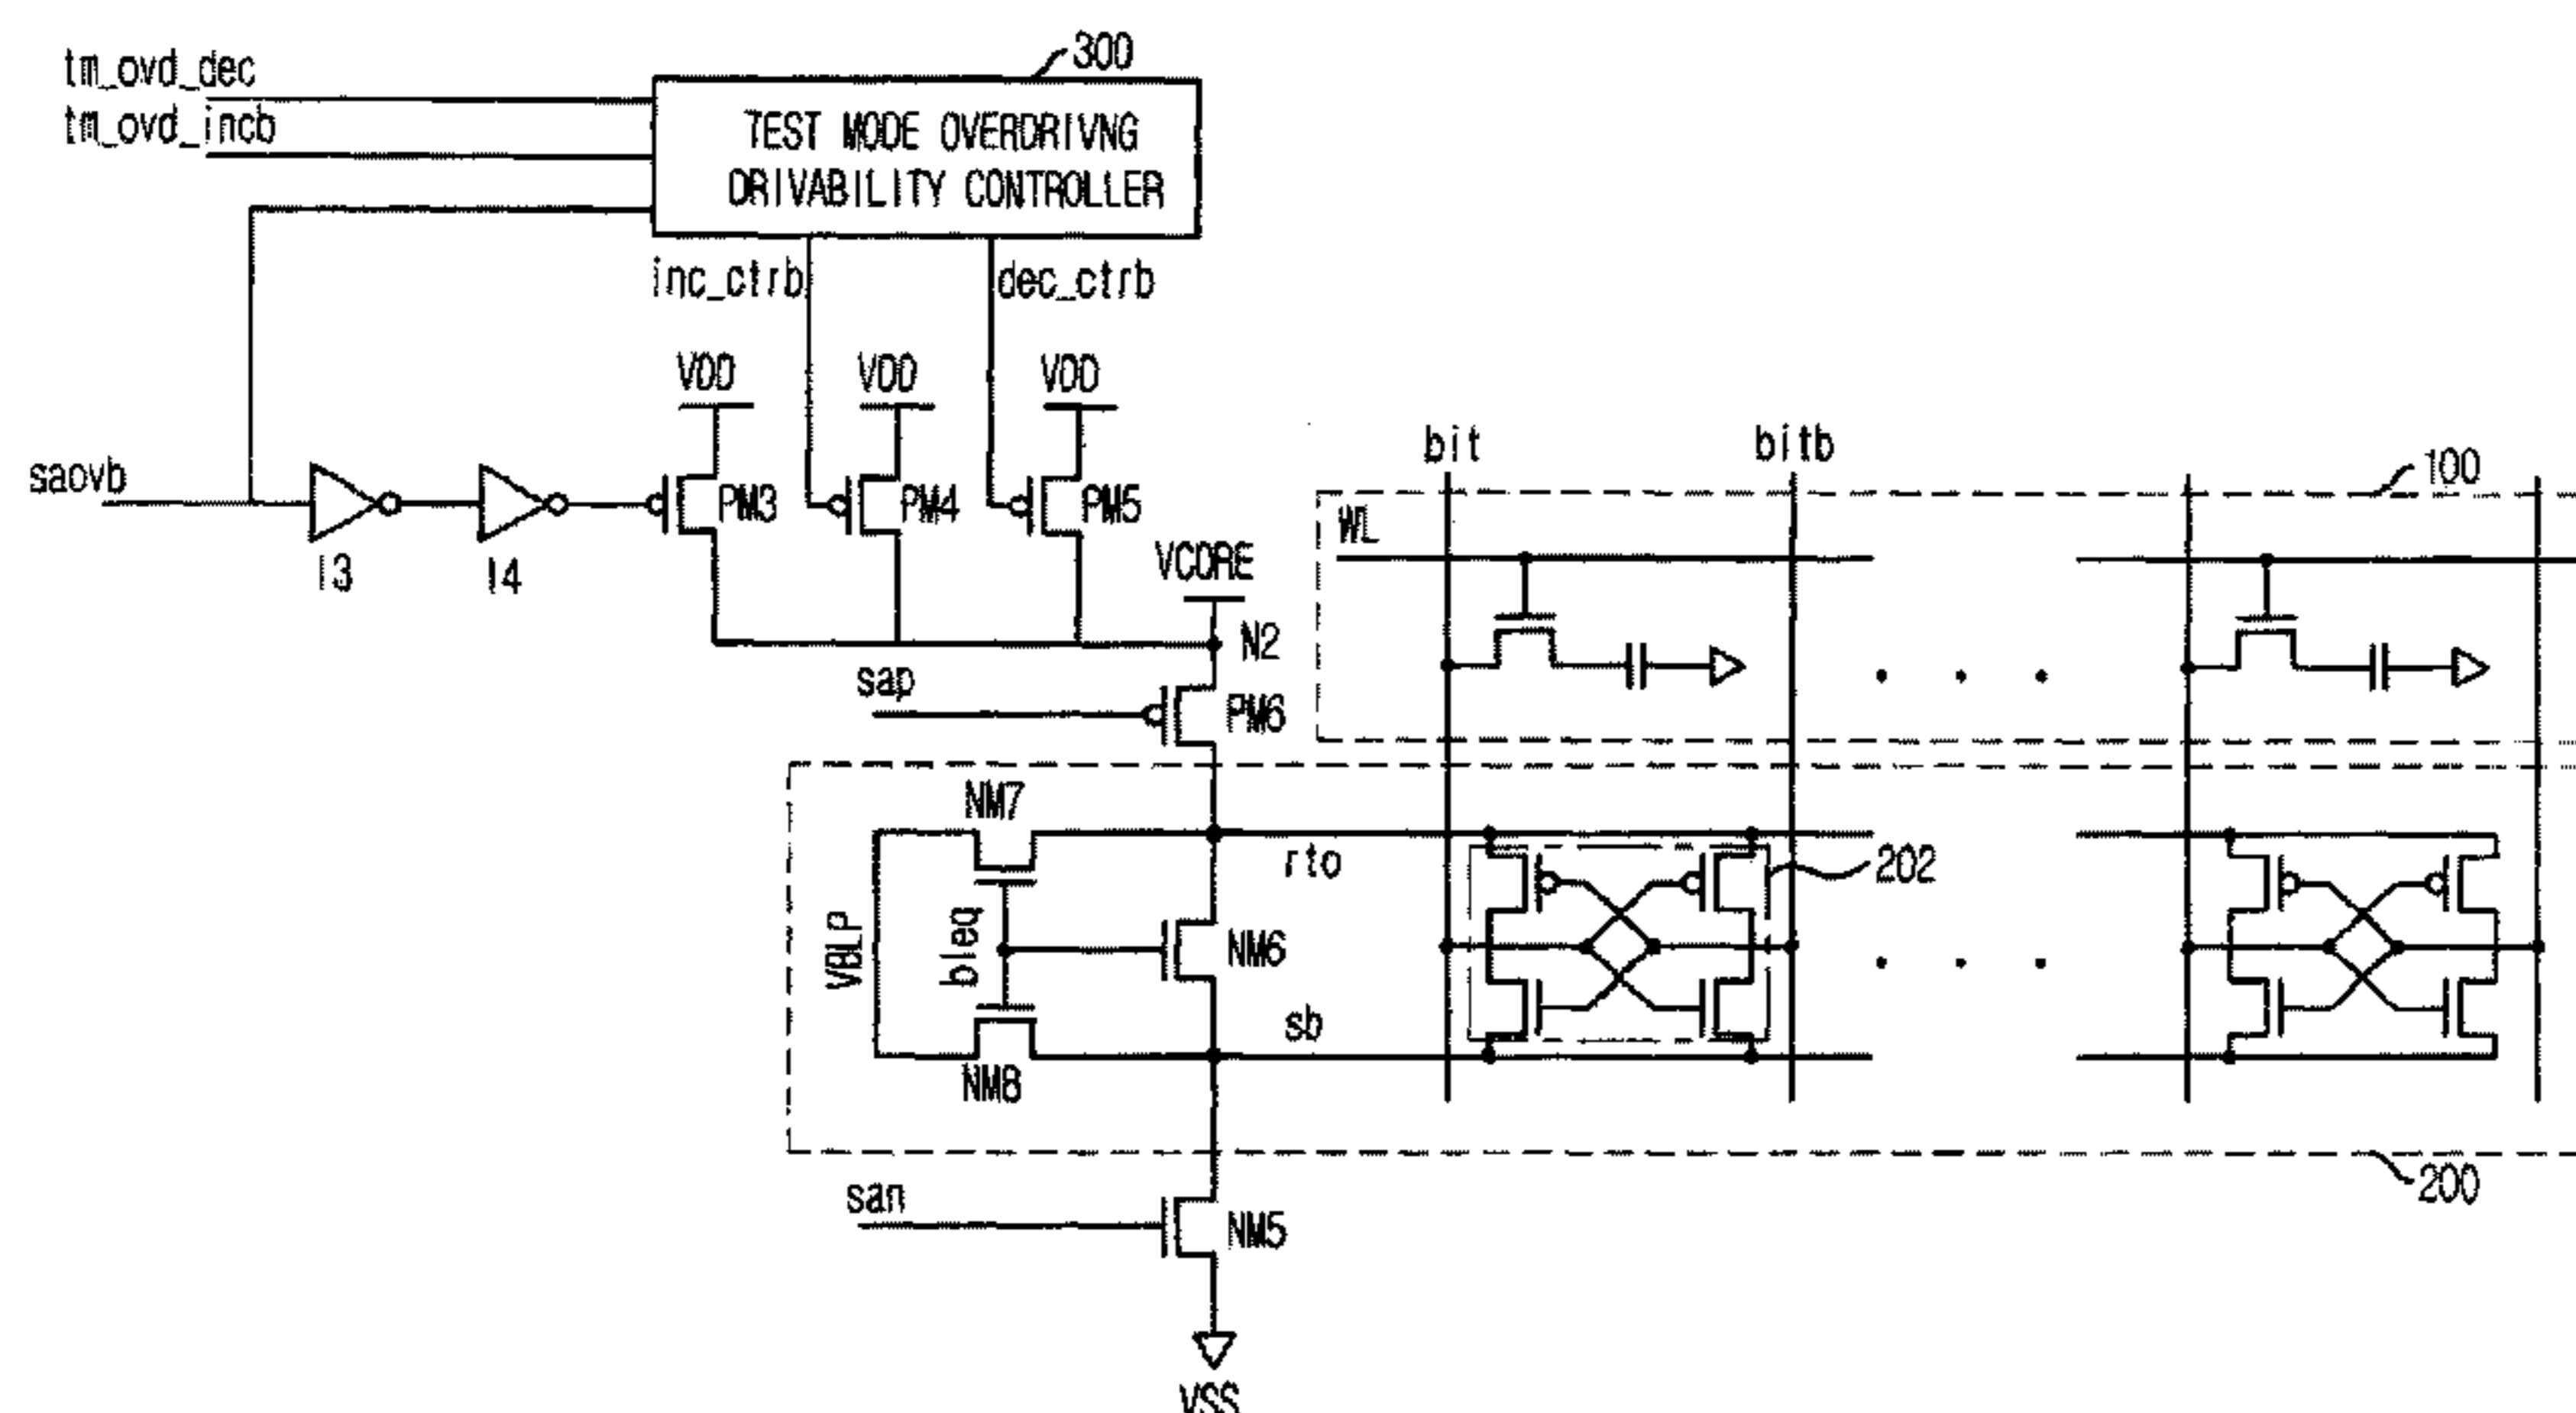 tm_ovd_dec
tm_ovd_incb
300
TEST MODE OVERDRIVNG
DRIVABILITY CONTROLLER
inc_ctrb
dec_ctrb
VDD
VDD
VDD
saovb
I3
I4
PM3
PM4
PM5
VCORE
N2
sap
PM6
bit
bitb
100
WL
NM7
rto
202
VBLP
bleq
NM6
sb
NM8
200
san
NM5
VSS